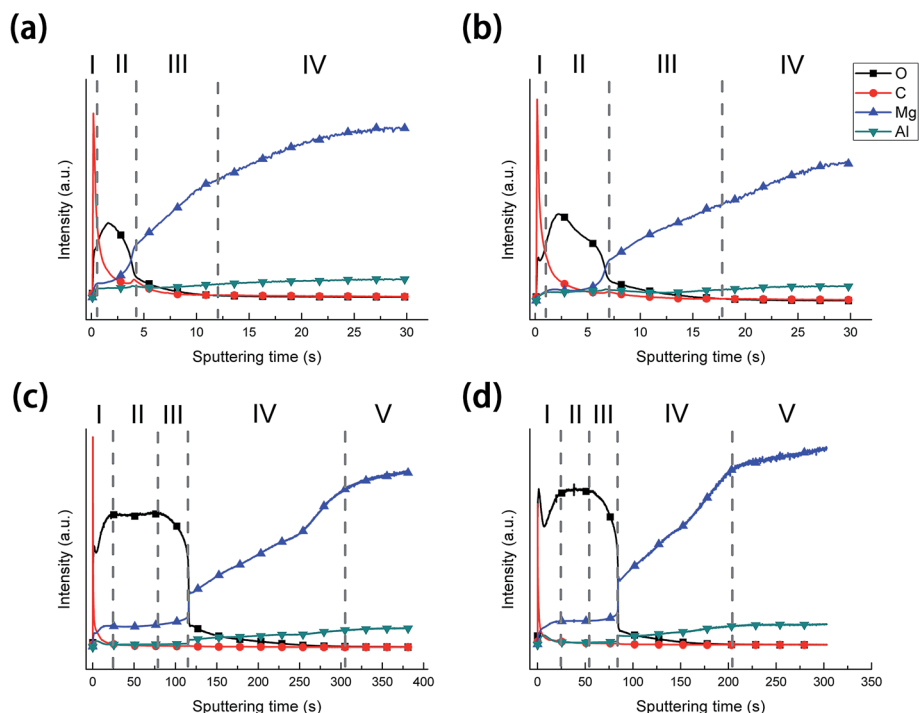 (a)
I II III IV
Intensity (a.u.)
0 5 10 15 20 25 30
Sputtering time (s)
(b)
I II III IV
O
C
Mg
Al
Intensity (a.u.)
0 5 10 15 20 25 30
Sputtering time (s)
(c)
I II III IV V
Intensity (a.u.)
0 50 100 150 200 250 300 350 400
Sputtering time (s)
(d)
I II III IV V
Intensity (a.u.)
0 50 100 150 200 250 300 350
Sputtering time (s)